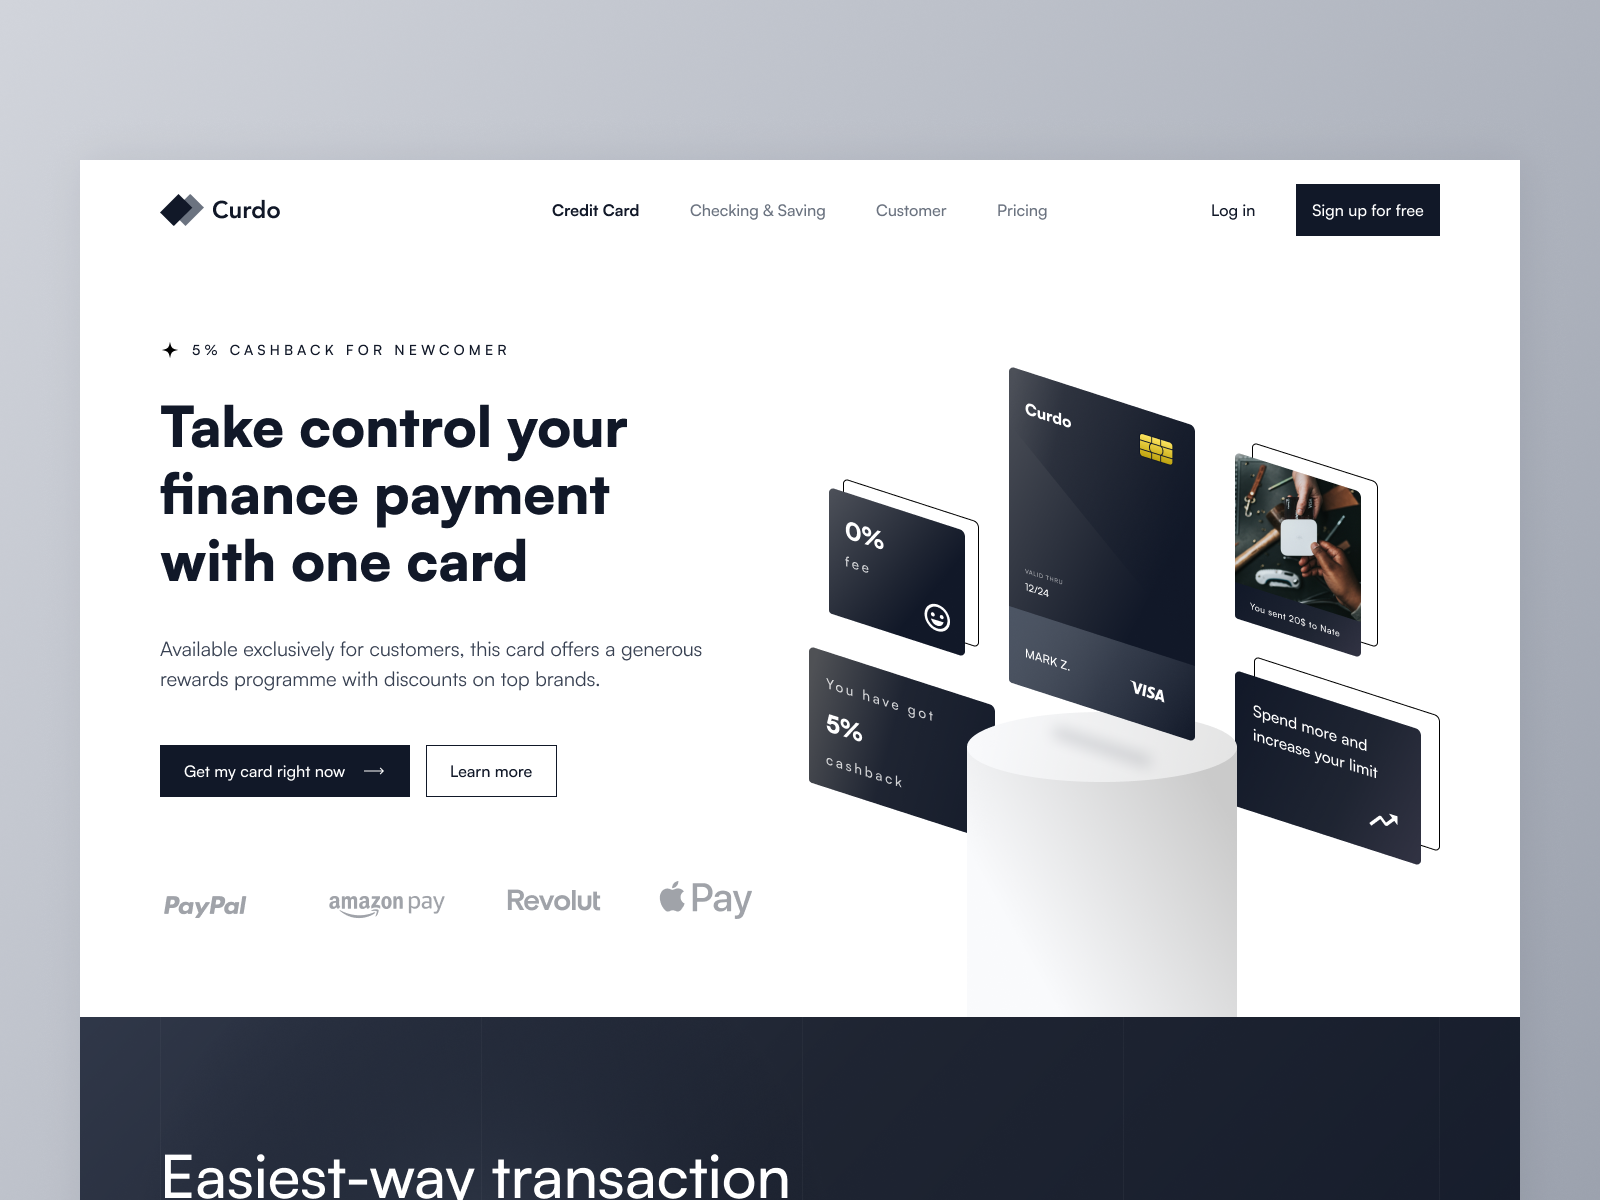 Curdo
Credit Card
Checking & Saving
Customer
Pricing
Log in
Sign up for free
5% CASHBACK FOR NEWCOMER
Take control your
finance payment
with one card
Available exclusively for customers, this card offers a generous
rewards programme with discounts on top brands.
Get my card right now
Learn more
PayPal
amazon pay
Revolut
Pay
0%
fee
You have got
5%
cashback
Curdo
VALID THRU
12/24
MARK Z.
VISA
You sent 20$ to Nate
Spend more and
increase your limit
Easiest-way transaction